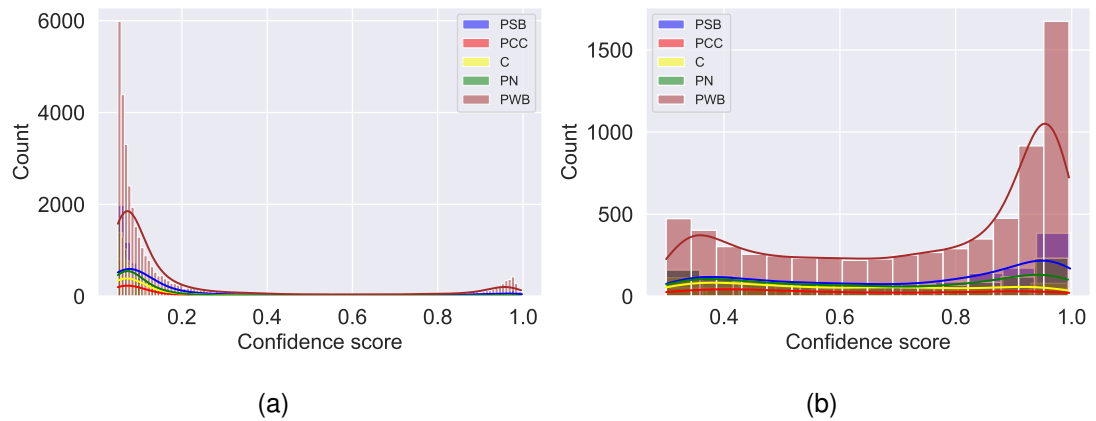 6000
4000
2000
0
Count
0.2 0.4 0.6 0.8 1.0
Confidence score
PSB
PCC
C
PN
PWB
(a)
1500
1000
500
0
Count
0.4 0.6 0.8 1.0
Confidence score
PSB
PCC
C
PN
PWB
(b)